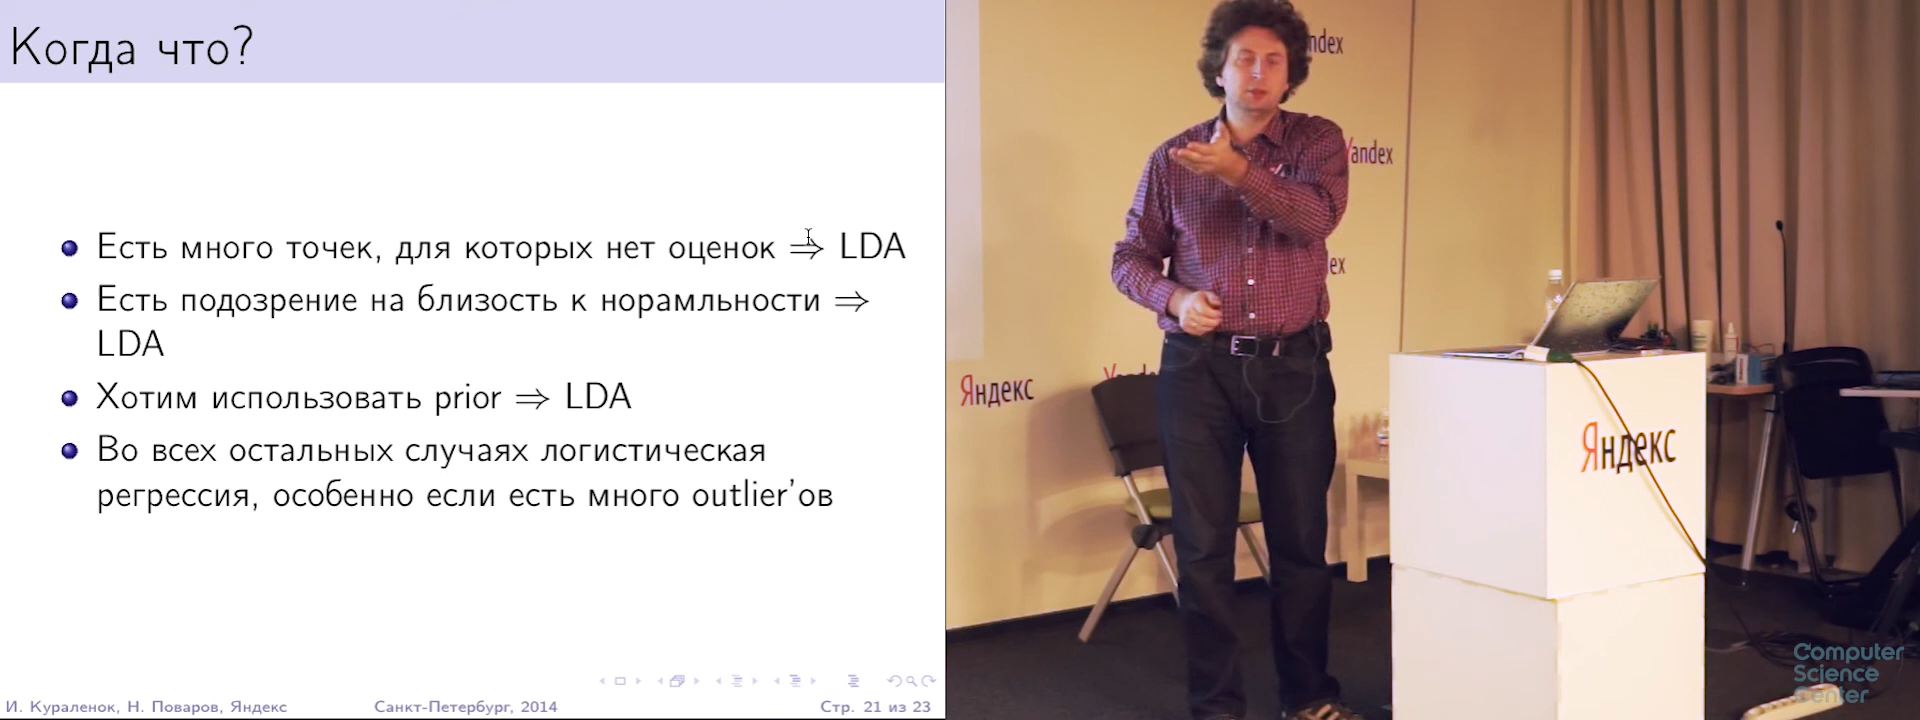 Когда что?
Есть много точек, для которых нет оценок ⇒ LDA
Есть подозрение на близость к норамльности ⇒
LDA
Хотим использовать prior ⇒ LDA
Во всех остальных случаях логистическая
регрессия, особенно если есть много outlier'ов
И. Кураленок, Н. Поваров, Яндекс Санкт-Петербург, 2014 Стр. 21 из 23
ndex
Yandex
ex
Яндекс
Yandex
Яндекс
Computer
Science
Center